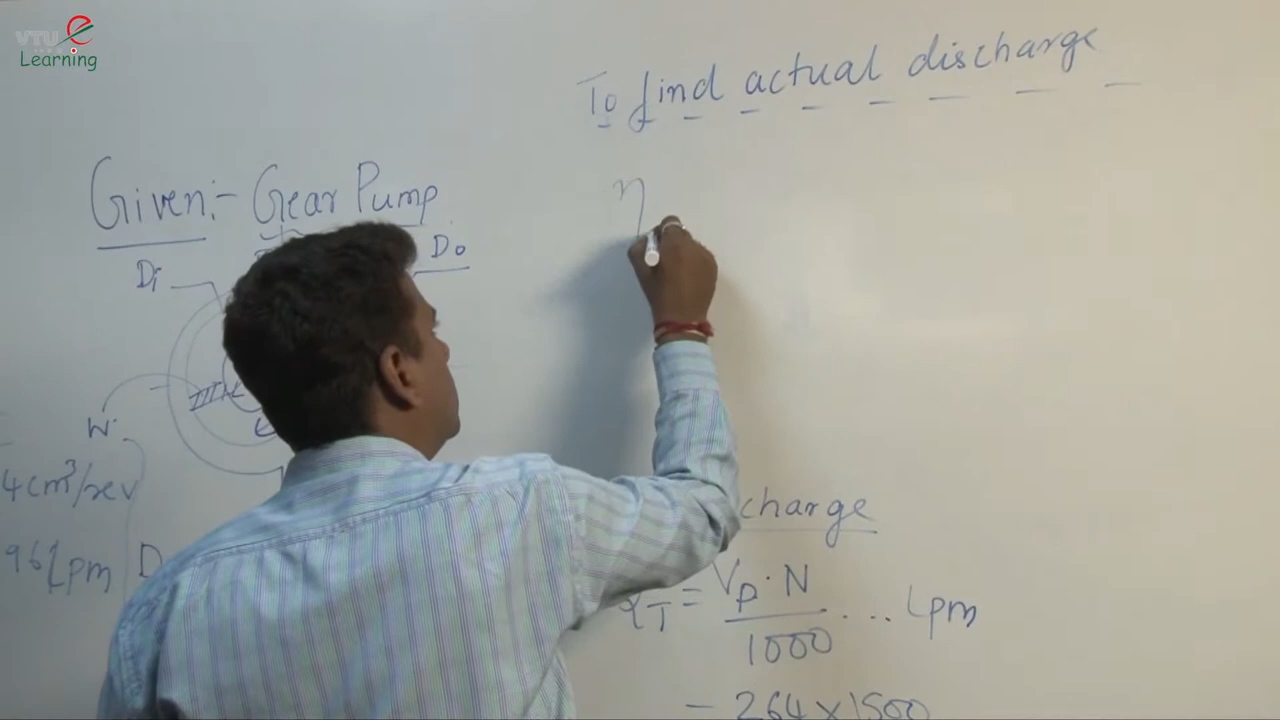 VTU e
Learning
To find actual discharge
Given:- Gear Pump
Di
Do
η
W
4cm³/rev
96 Lpm D
charge
QT = Vp . N / 1000 .... Lpm
- 264 x 1500